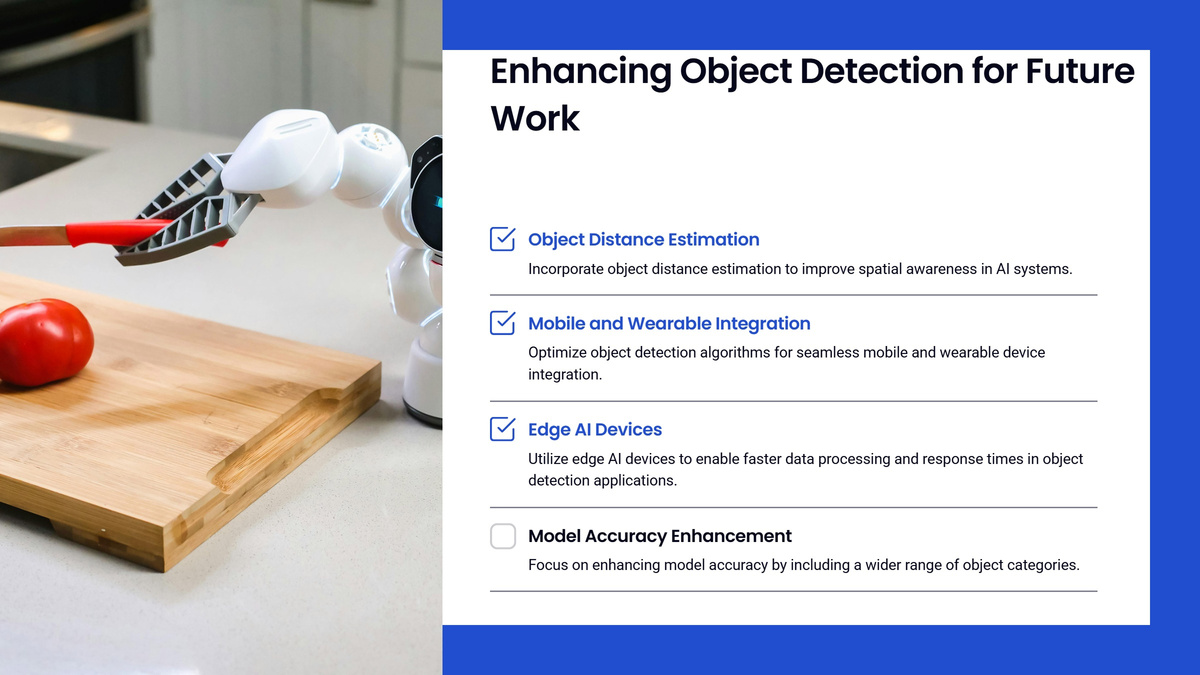 Enhancing Object Detection for Future
Work
Object Distance Estimation
Incorporate object distance estimation to improve spatial awareness in AI systems.
Mobile and Wearable Integration
Optimize object detection algorithms for seamless mobile and wearable device
integration.
Edge AI Devices
Utilize edge AI devices to enable faster data processing and response times in object
detection applications.
Model Accuracy Enhancement
Focus on enhancing model accuracy by including a wider range of object categories.